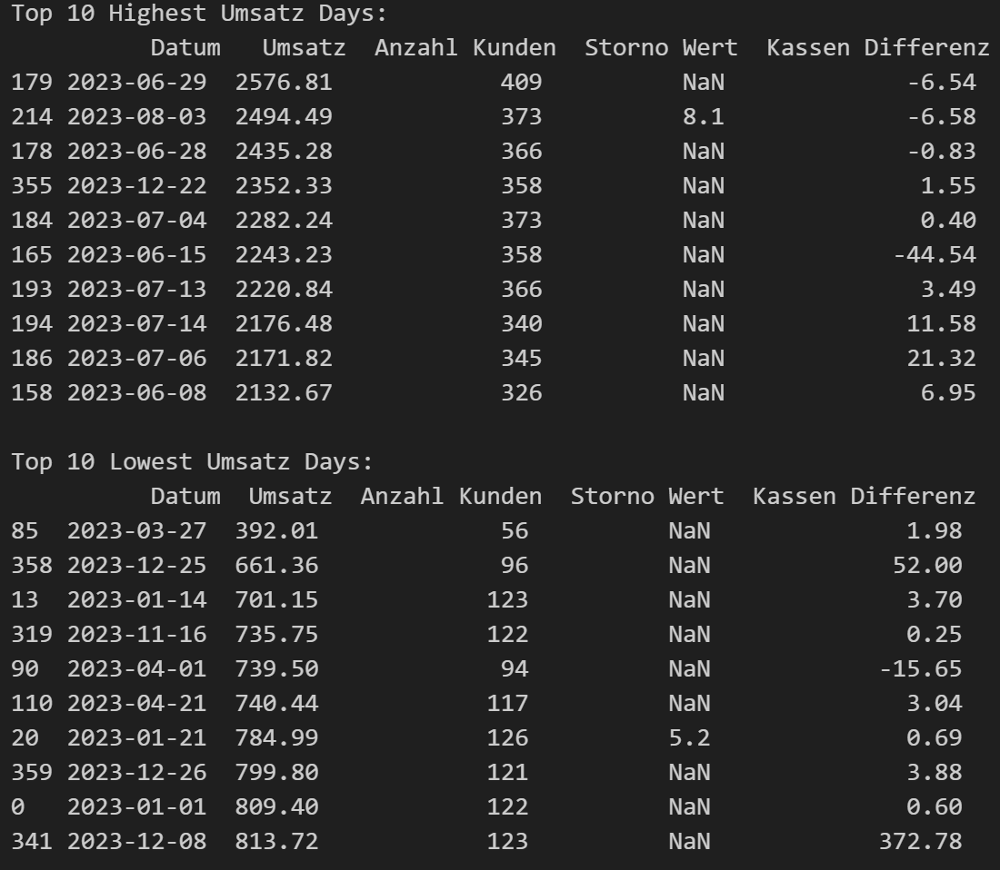 Top 10 Highest Umsatz Days:
Datum Umsatz Anzahl Kunden Storno Wert Kassen Differenz
179 2023-06-29 2576.81 409 NaN -6.54
214 2023-08-03 2494.49 373 8.1 -6.58
178 2023-06-28 2435.28 366 NaN -0.83
355 2023-12-22 2352.33 358 NaN 1.55
184 2023-07-04 2282.24 373 NaN 0.40
165 2023-06-15 2243.23 358 NaN -44.54
193 2023-07-13 2220.84 366 NaN 3.49
194 2023-07-14 2176.48 340 NaN 11.58
186 2023-07-06 2171.82 345 NaN 21.32
158 2023-06-08 2132.67 326 NaN 6.95
Top 10 Lowest Umsatz Days:
Datum Umsatz Anzahl Kunden Storno Wert Kassen Differenz
85 2023-03-27 392.01 56 NaN 1.98
358 2023-12-25 661.36 96 NaN 52.00
13 2023-01-14 701.15 123 NaN 3.70
319 2023-11-16 735.75 122 NaN 0.25
90 2023-04-01 739.50 94 NaN -15.65
110 2023-04-21 740.44 117 NaN 3.04
20 2023-01-21 784.99 126 5.2 0.69
359 2023-12-26 799.80 121 NaN 3.88
0 2023-01-01 809.40 122 NaN 0.60
341 2023-12-08 813.72 123 NaN 372.78